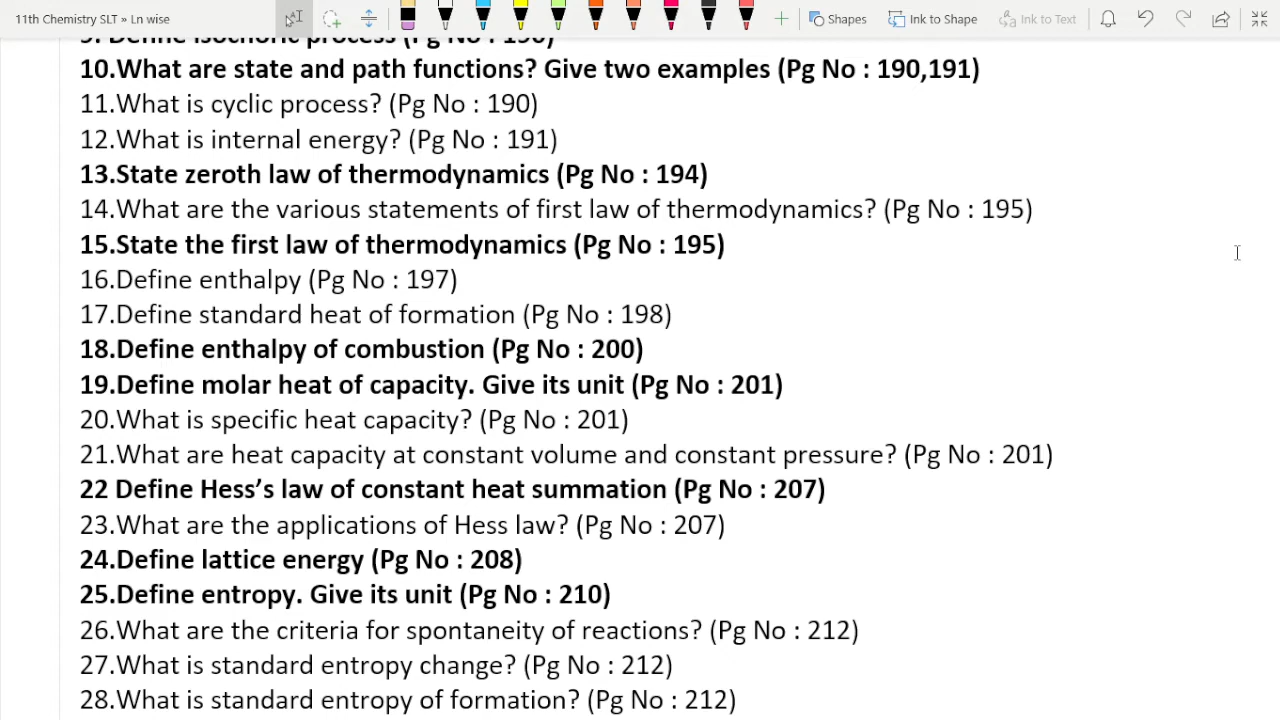 11th Chemistry SLT » Ln wise
Shapes
Ink to Shape
Ink to Text
9. Define isochoric process (Pg No : 190)
10.What are state and path functions? Give two examples (Pg No : 190,191)
11.What is cyclic process? (Pg No : 190)
12.What is internal energy? (Pg No : 191)
13.State zeroth law of thermodynamics (Pg No : 194)
14.What are the various statements of first law of thermodynamics? (Pg No : 195)
15.State the first law of thermodynamics (Pg No : 195)
16.Define enthalpy (Pg No : 197)
17.Define standard heat of formation (Pg No : 198)
18.Define enthalpy of combustion (Pg No : 200)
19.Define molar heat of capacity. Give its unit (Pg No : 201)
20.What is specific heat capacity? (Pg No : 201)
21.What are heat capacity at constant volume and constant pressure? (Pg No : 201)
22 Define Hess’s law of constant heat summation (Pg No : 207)
23.What are the applications of Hess law? (Pg No : 207)
24.Define lattice energy (Pg No : 208)
25.Define entropy. Give its unit (Pg No : 210)
26.What are the criteria for spontaneity of reactions? (Pg No : 212)
27.What is standard entropy change? (Pg No : 212)
28.What is standard entropy of formation? (Pg No : 212)